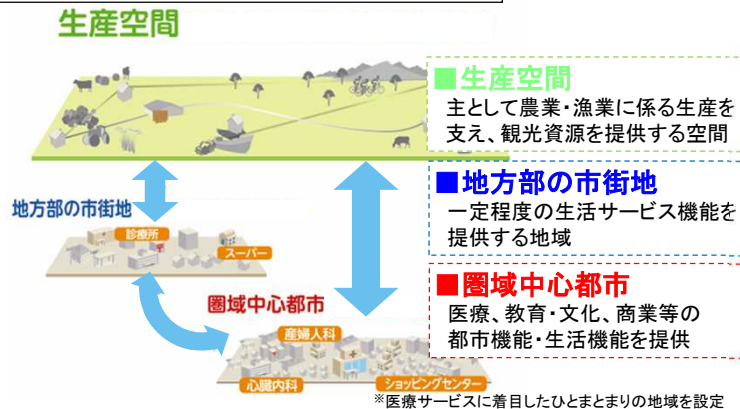 生産空間
■生産空間
主として農業・漁業に係る生産を
支え、観光資源を提供する空間
■地方部の市街地
一定程度の生活サービス機能を
提供する地域
地方部の市街地
診療所
スーパー
■圏域中心都市
医療、教育・文化、商業等の
都市機能・生活機能を提供
圏域中心都市
産婦人科
心臓内科
ショッピングセンター
※医療サービスに着目したひとまとまりの地域を設定